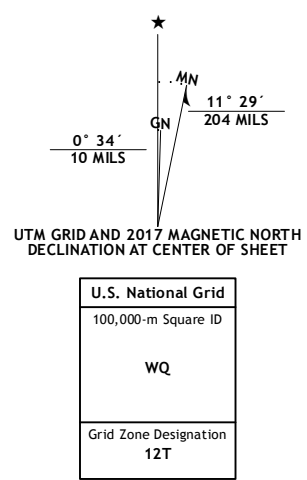 ★
MN
11° 29´
204 MILS
GN
0° 34´
10 MILS
UTM GRID AND 2017 MAGNETIC NORTH
DECLINATION AT CENTER OF SHEET
U.S. National Grid
100,000-m Square ID
WQ
Grid Zone Designation
12T